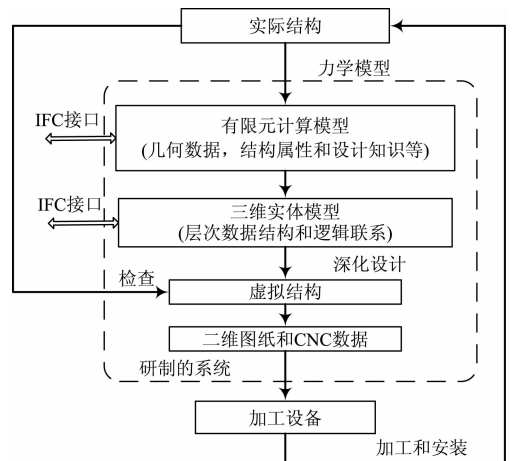 实际结构
力学模型
IFC接口
有限元计算模型
(几何数据，结构属性和设计知识等)
IFC接口
三维实体模型
(层次数据结构和逻辑联系)
深化设计
检查
虚拟结构
二维图纸和CNC数据
研制的系统
加工设备
加工和安装